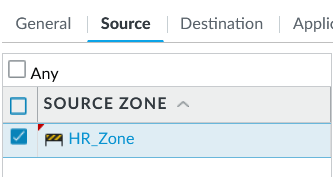 General Source Destination Applic
Any
SOURCE ZONE
HR_Zone